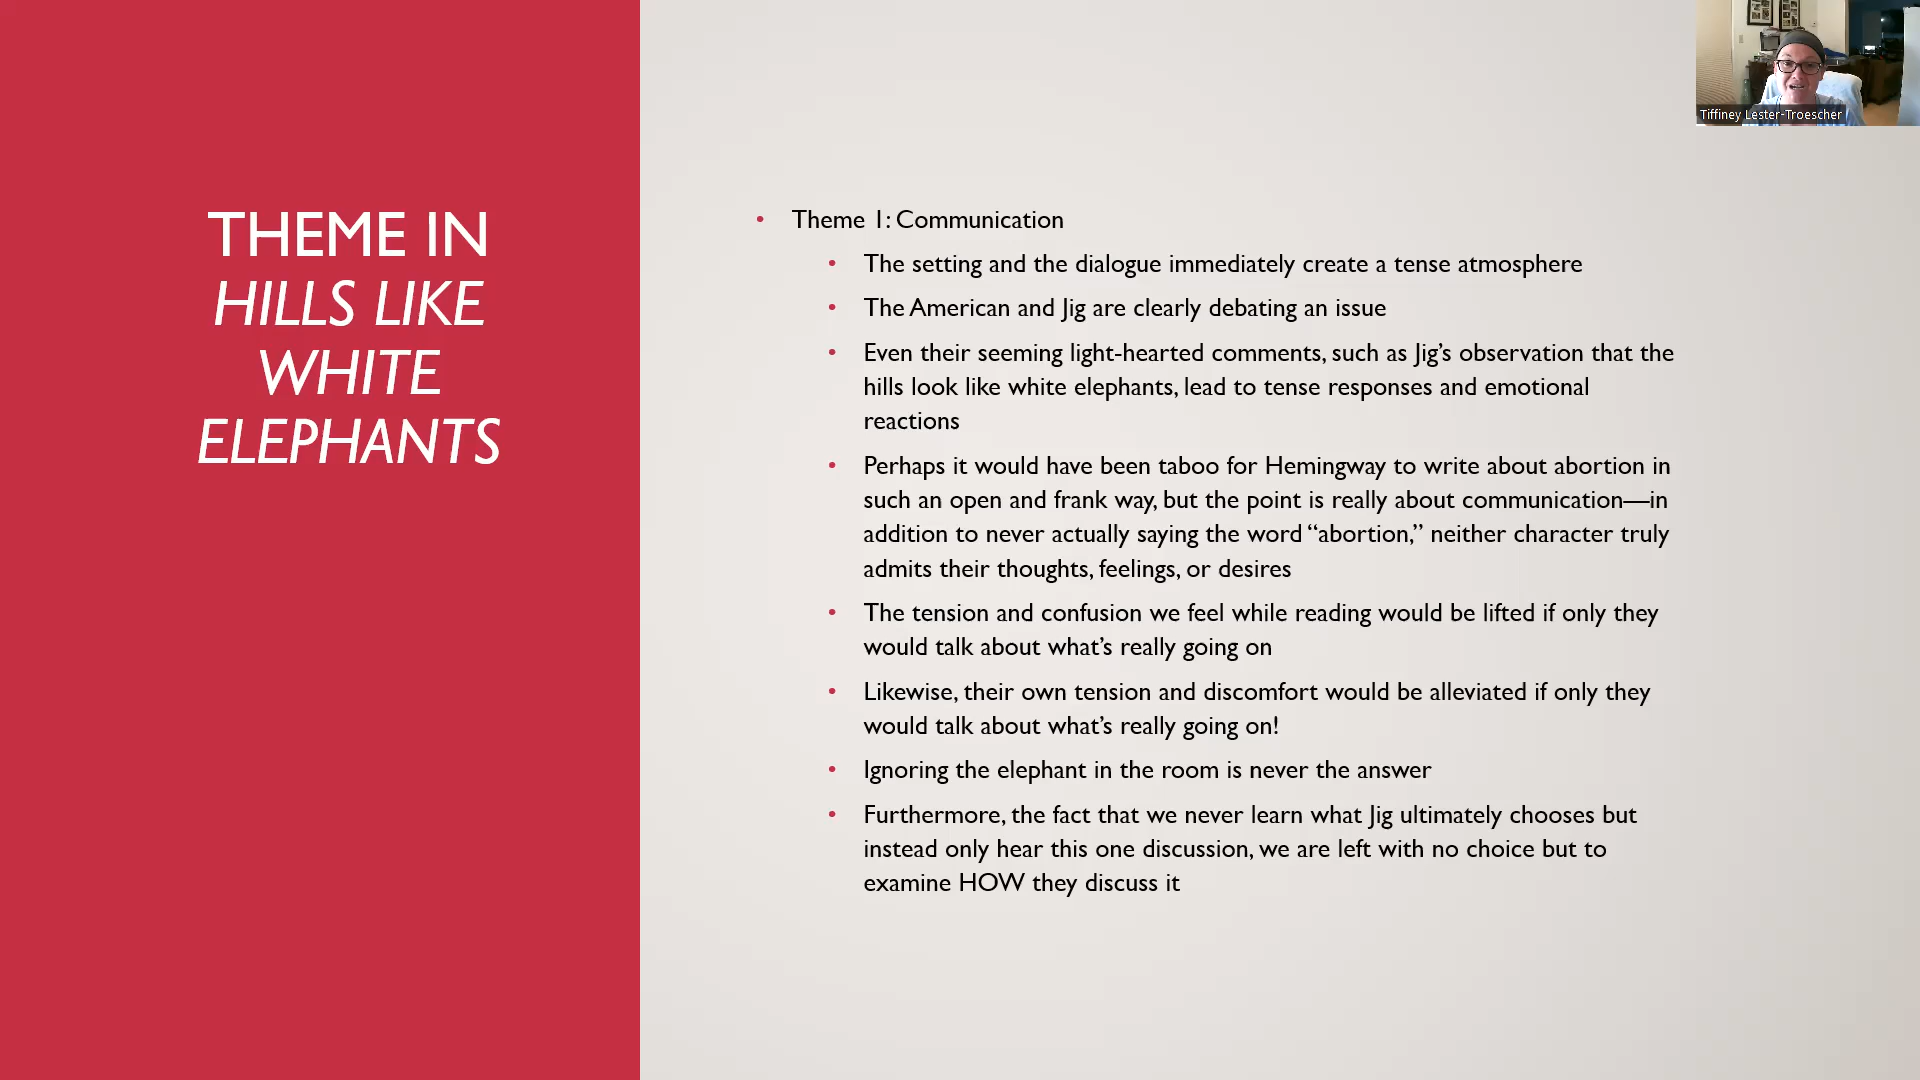 THEME IN
HILLS LIKE
WHITE
ELEPHANTS
Tiffiney Lester-Troescher
• Theme 1: Communication
• The setting and the dialogue immediately create a tense atmosphere
• The American and Jig are clearly debating an issue
• Even their seeming light-hearted comments, such as Jig’s observation that the
hills look like white elephants, lead to tense responses and emotional
reactions
• Perhaps it would have been taboo for Hemingway to write about abortion in
such an open and frank way, but the point is really about communication—in
addition to never actually saying the word “abortion,” neither character truly
admits their thoughts, feelings, or desires
• The tension and confusion we feel while reading would be lifted if only they
would talk about what’s really going on
• Likewise, their own tension and discomfort would be alleviated if only they
would talk about what’s really going on!
• Ignoring the elephant in the room is never the answer
• Furthermore, the fact that we never learn what Jig ultimately chooses but
instead only hear this one discussion, we are left with no choice but to
examine HOW they discuss it